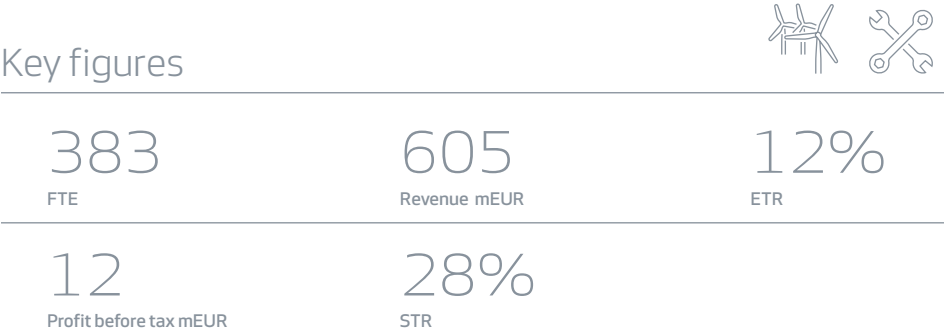 Key figures
383 605 12%
FTE Revenue mEUR ETR
12 28%
Profit before tax mEUR STR